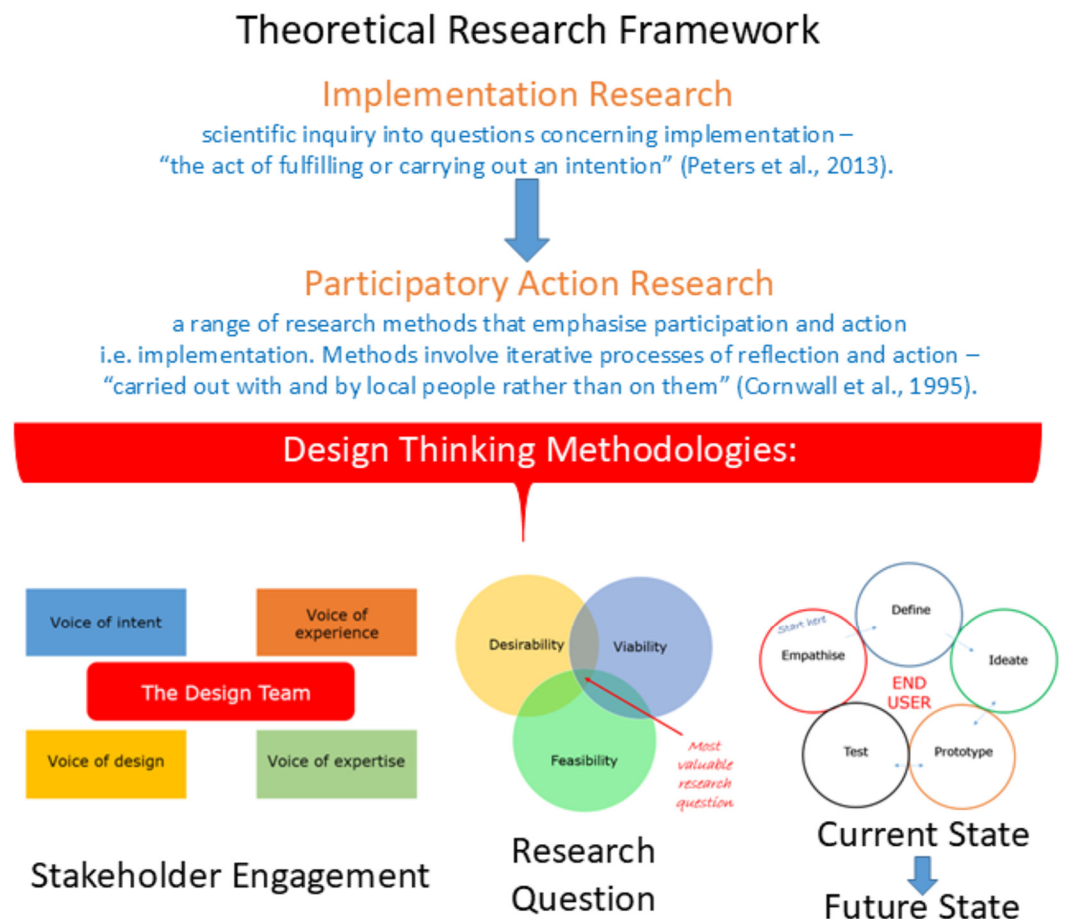 Theoretical Research Framework
Implementation Research
scientific inquiry into questions concerning implementation –
“the act of fulfilling or carrying out an intention” (Peters et al., 2013).
Participatory Action Research
a range of research methods that emphasise participation and action
i.e. implementation. Methods involve iterative processes of reflection and action –
“carried out with and by local people rather than on them” (Cornwall et al., 1995).
Design Thinking Methodologies:
Voice of intent
Voice of
experience
The Design Team
Voice of design
Voice of expertise
Stakeholder Engagement
Desirability
Viability
Feasibility
Most
valuable
research
question
Research
Question
Define
Start here
Empathise
Ideate
END
USER
Test
Prototype
Current State
Future State